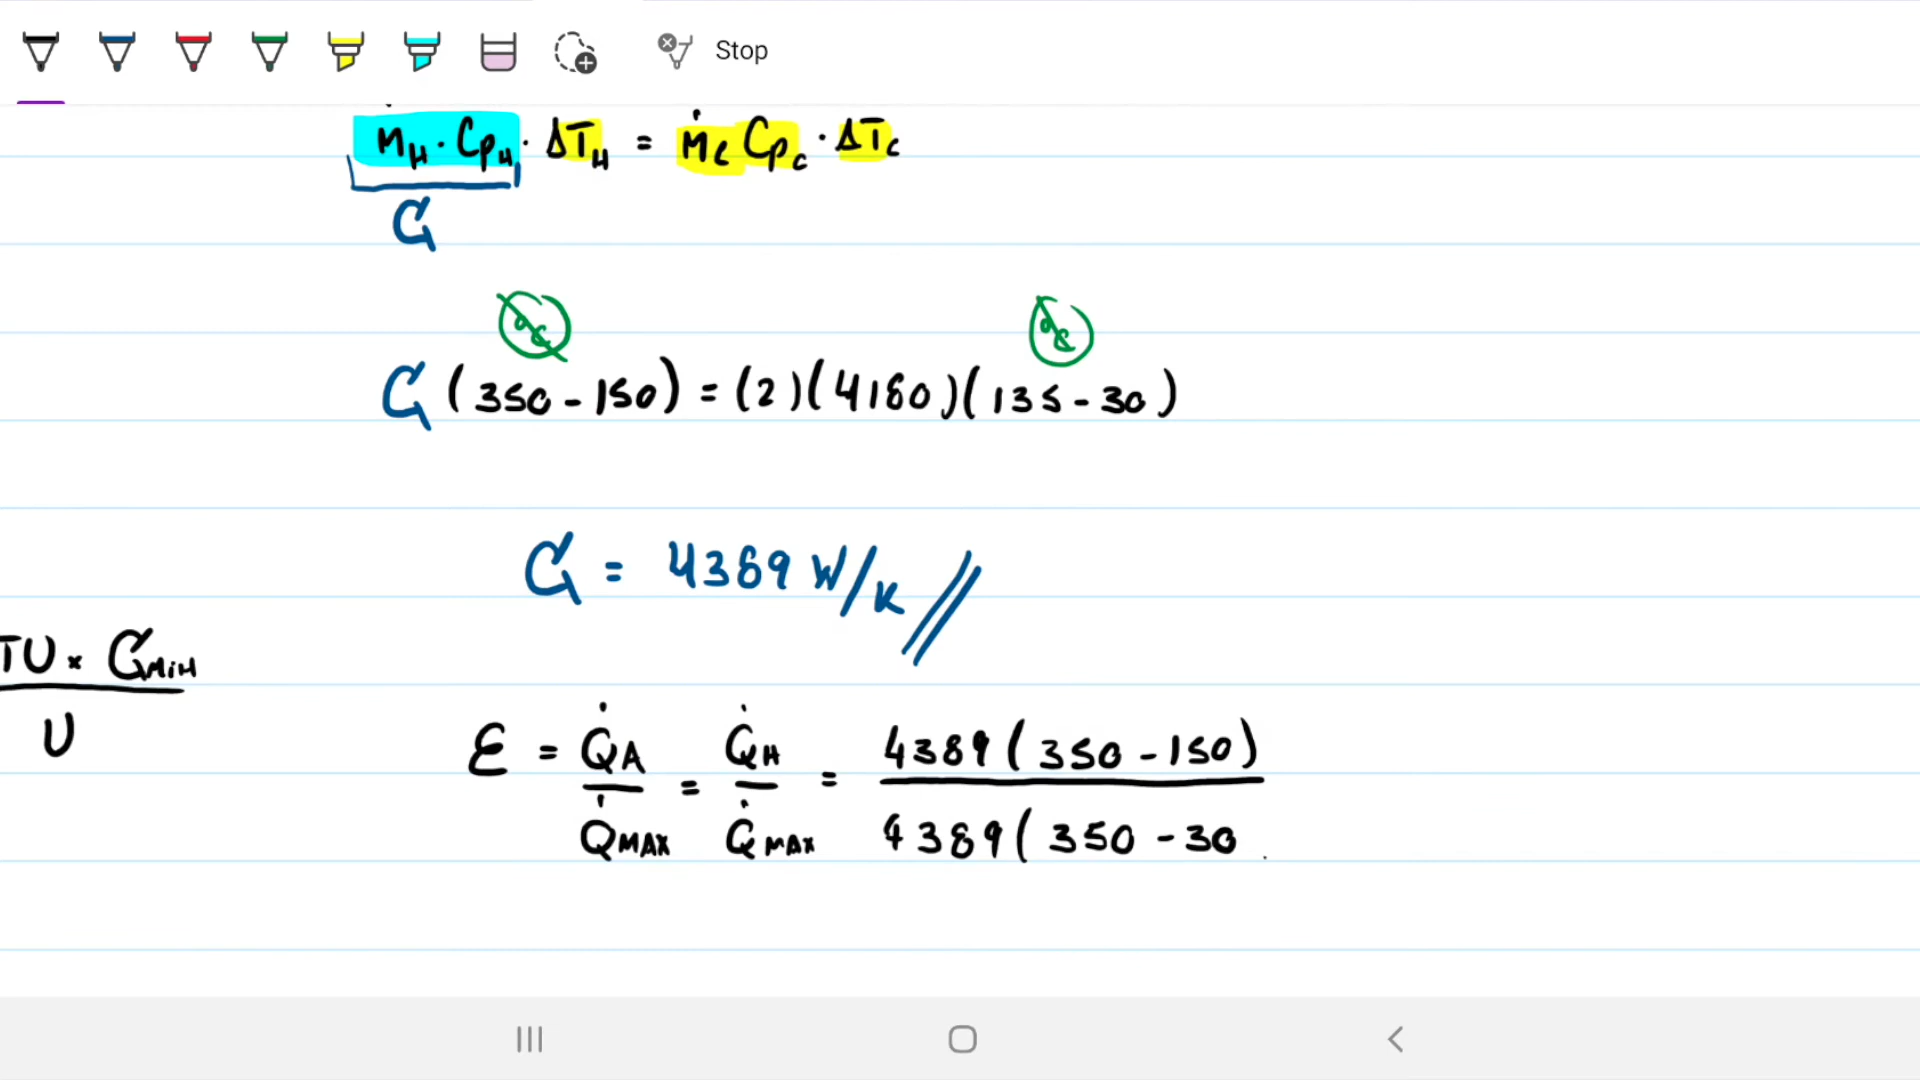 Stop
ṁH · CpH · ΔTH = ṁc Cpc · ΔTc
C
°C °C
C (350 - 150) = (2)(4180)(135 - 30)
C = 4389 W/K
TU × CMIN
U
ε = Q̇A / Q̇MAX = Q̇H / Q̇MAX = 4389 (350 - 150) / 4389 (350 - 30